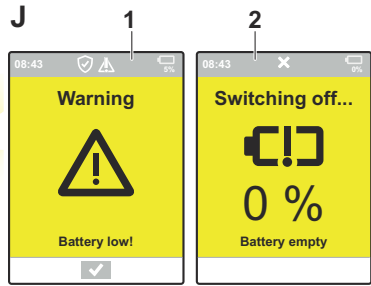 J
1
2
08:43
5%
Warning
Battery low!
08:43
0%
Switching off...
0 %
Battery empty